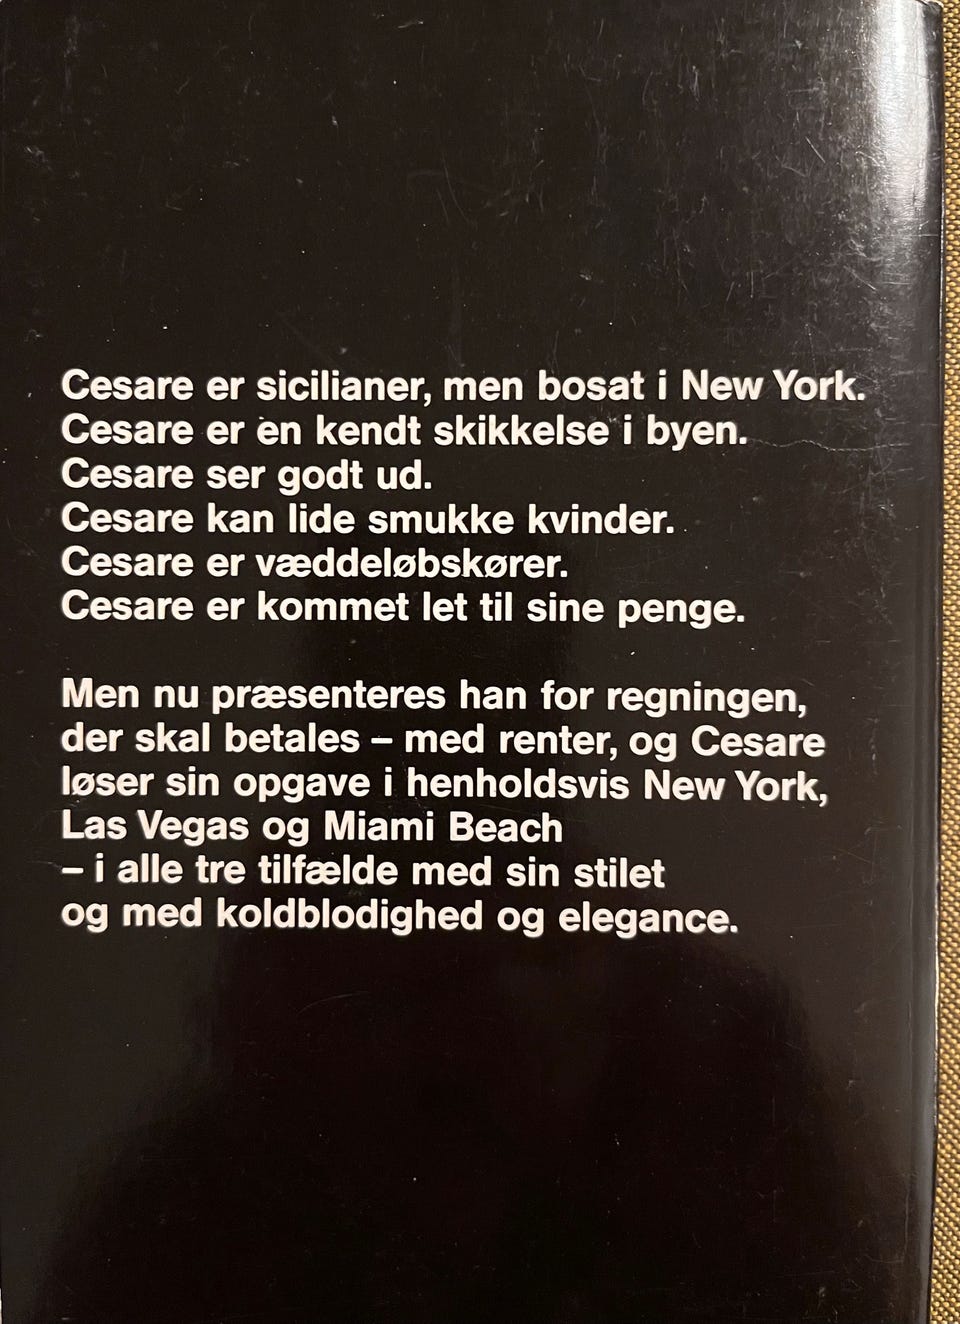 Cesare er sicilianer, men bosat i New York.
Cesare er en kendt skikkelse i byen.
Cesare ser godt ud.
Cesare kan lide smukke kvinder.
Cesare er væddeløbskører.
Cesare er kommet let til sine penge.
Men nu præsenteres han for regningen,
der skal betales – med renter, og Cesare
løser sin opgave i henholdsvis New York,
Las Vegas og Miami Beach
– i alle tre tilfælde med sin stilet
og med koldblodighed og elegance.